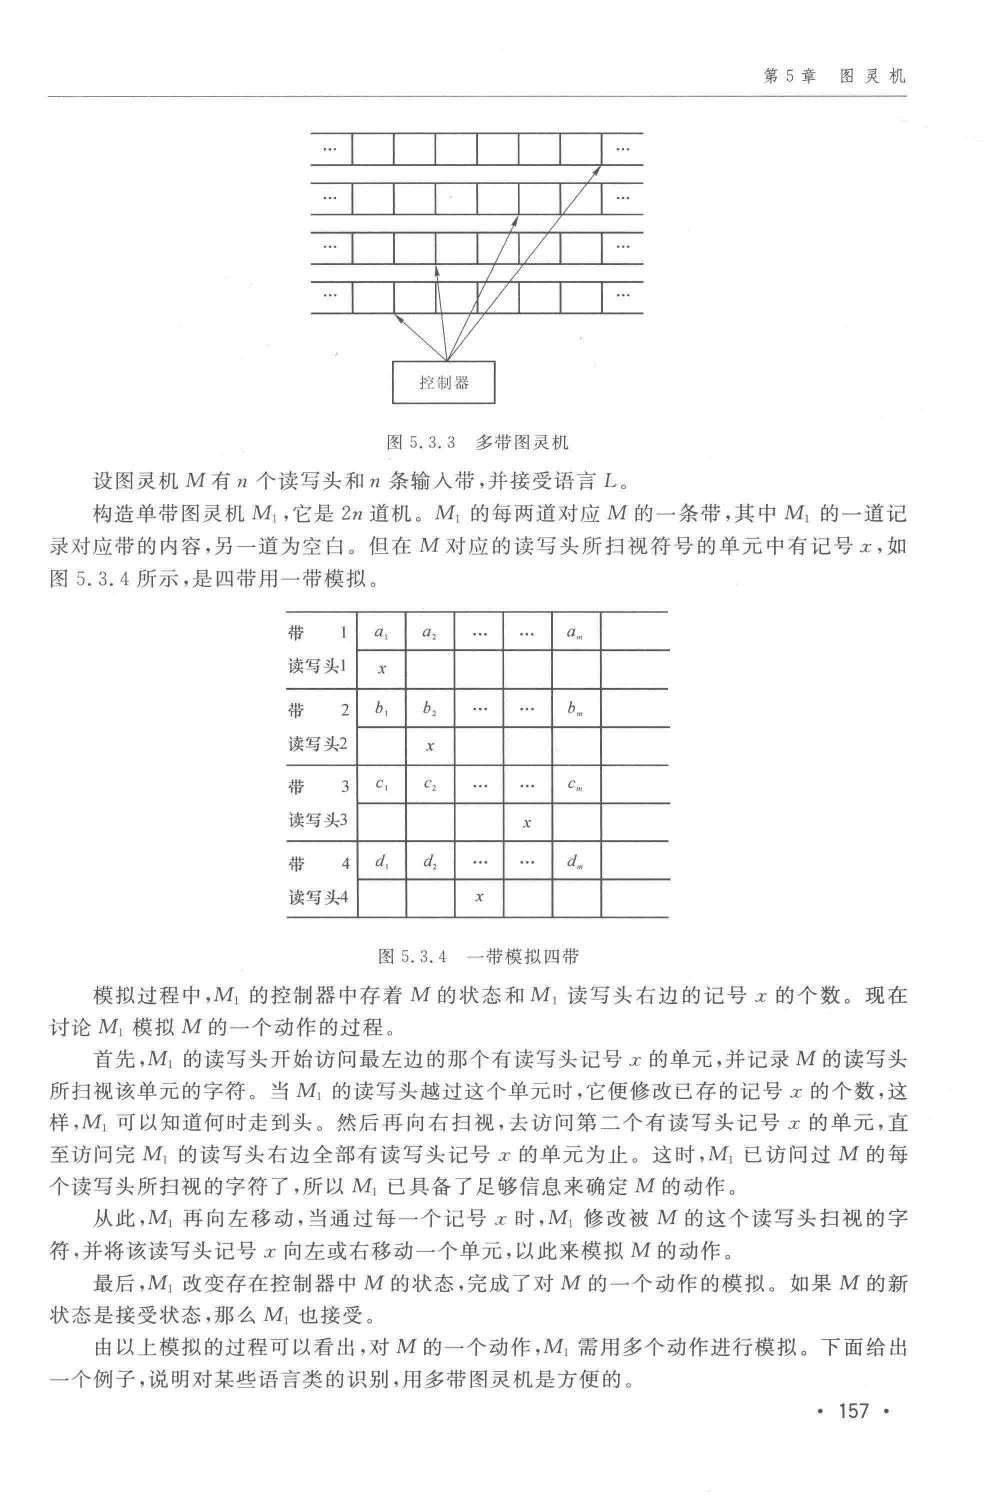 第5章 图灵机
… …
… …
… …
… …
控制器
图 5.3.3 多带图灵机
设图灵机 M 有 n 个读写头和 n 条输入带,并接受语言 L。
构造单带图灵机 M₁,它是 2n 道机。M₁ 的每两道对应 M 的一条带,其中 M₁ 的一道记
录对应带的内容,另一道为空白。但在 M 对应的读写头所扫视符号的单元中有记号 x,如
图 5.3.4 所示,是四带用一带模拟。
带 1 a₁ a₂ … … aₘ
读写头1 x
带 2 b₁ b₂ … … bₘ
读写头2 x
带 3 c₁ c₂ … … cₘ
读写头3 x
带 4 d₁ d₂ … … dₘ
读写头4 x
图 5.3.4 一带模拟四带
模拟过程中,M₁ 的控制器中存着 M 的状态和 M₁ 读写头右边的记号 x 的个数。现在
讨论 M₁ 模拟 M 的一个动作的过程。
首先,M₁ 的读写头开始访问最左边的那个有读写头记号 x 的单元,并记录 M 的读写头
所扫视该单元的字符。当 M₁ 的读写头越过这个单元时,它便修改已存的记号 x 的个数,这
样,M₁ 可以知道何时走到头。然后再向右扫视,去访问第二个有读写头记号 x 的单元,直
至访问完 M₁ 的读写头右边全部有读写头记号 x 的单元为止。这时,M₁ 已访问过 M 的每
个读写头所扫视的字符了,所以 M₁ 已具备了足够信息来确定 M 的动作。
从此,M₁ 再向左移动,当通过每一个记号 x 时,M₁ 修改被 M 的这个读写头扫视的字
符,并将该读写头记号 x 向左或右移动一个单元,以此来模拟 M 的动作。
最后,M₁ 改变存在控制器中 M 的状态,完成了对 M 的一个动作的模拟。如果 M 的新
状态是接受状态,那么 M₁ 也接受。
由以上模拟的过程可以看出,对 M 的一个动作,M₁ 需用多个动作进行模拟。下面给出
一个例子,说明对某些语言类的识别,用多带图灵机是方便的。
· 157 ·